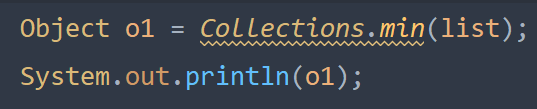 Object o1 = Collections.min(list);
System.out.println(o1);